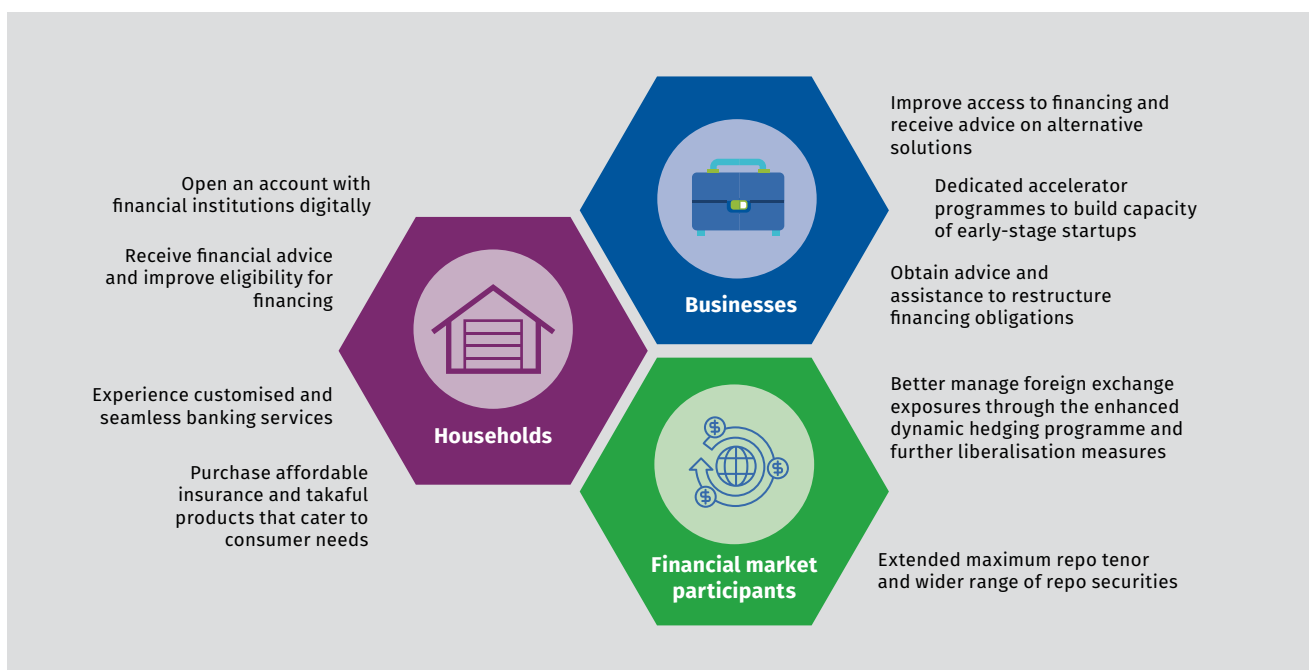 Open an account with
financial institutions digitally
Receive financial advice
and improve eligibility for
financing
Experience customised and
seamless banking services
Purchase affordable
insurance and takaful
products that cater to
consumer needs
Households
Businesses
Improve access to financing and
receive advice on alternative
solutions
Dedicated accelerator
programmes to build capacity
of early-stage startups
Obtain advice and
assistance to restructure
financing obligations
$
$
$
Financial market
participants
Better manage foreign exchange
exposures through the enhanced
dynamic hedging programme and
further liberalisation measures
Extended maximum repo tenor
and wider range of repo securities